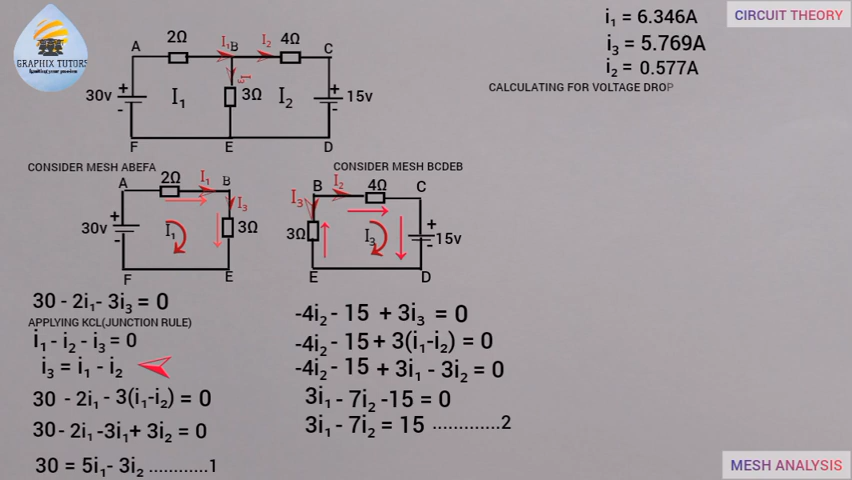 GRAPHIX TUTORS
Igniting your passion
CIRCUIT THEORY
i₁ = 6.346A
i₃ = 5.769A
i₂ = 0.577A
CALCULATING FOR VOLTAGE DROP
A 2Ω I₁ B I₂ 4Ω C
30v + - I₁ I₃ 3Ω I₂ + - 15v
F E D
CONSIDER MESH ABEFA
A 2Ω I₁ B
I₃
30v + - I₁ 3Ω
F E
30 - 2i₁ - 3i₃ = 0
APPLYING KCL(JUNCTION RULE)
i₁ - i₂ - i₃ = 0
i₃ = i₁ - i₂
30 - 2i₁ - 3(i₁-i₂) = 0
30 - 2i₁ -3i₁+ 3i₂ = 0
30 = 5i₁- 3i₂ ............1
CONSIDER MESH BCDEB
B I₂ 4Ω C
I₃
3Ω I₃ + - 15v
E D
-4i₂ - 15 + 3i₃ = 0
-4i₂ - 15 + 3(i₁-i₂) = 0
-4i₂ - 15 + 3i₁ - 3i₂ = 0
3i₁ - 7i₂ -15 = 0
3i₁ - 7i₂ = 15 .............2
MESH ANALYSIS